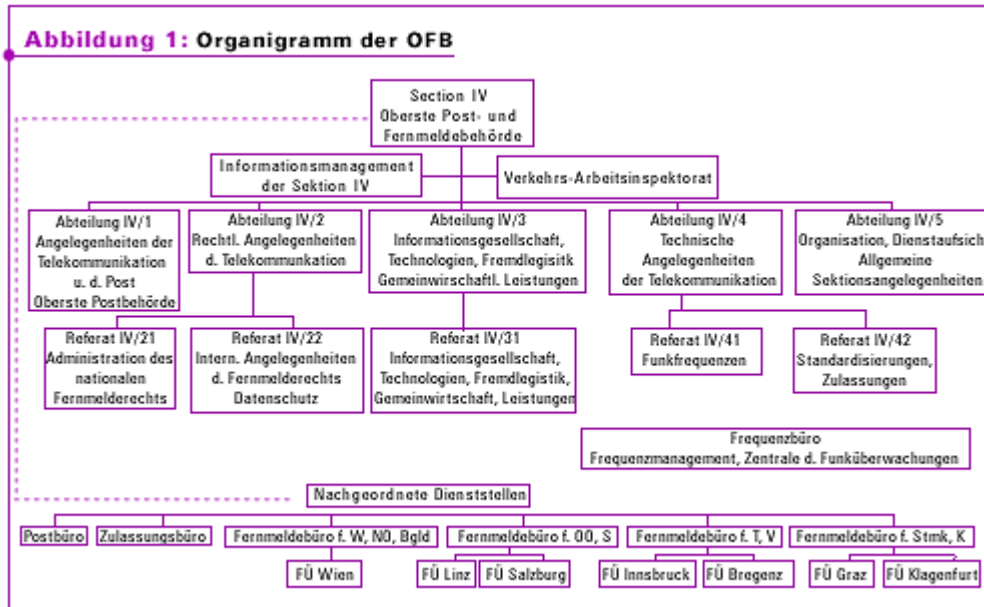 Abbildung 1: Organigramm der OFB
Section IV
Oberste Post- und
Fernmeldebehörde
Informationsmanagement
der Sektion IV
Verkehrs-Arbeitsinspektorat
Abteilung IV/1
Angelegenheiten der
Telekommunikation
u. d. Post
Oberste Postbehörde
Abteilung IV/2
Rechtl. Angelegenheiten
d. Telekommunkation
Abteilung IV/3
Informationsgesellschaft,
Technologien, Fremdlegisitk
Gemeinwirschaftl. Leistungen
Abteilung IV/4
Technische
Angelegenheiten
der Telekommunikation
Abteilung IV/5
Organisation, Dienstaufsich
Allgemeine
Sektionsangelegenheiten
Referat IV/21
Administration des
nationalen
Fernmelderechts
Referat IV/22
Intern. Angelegenheiten
d. Fernmelderechts
Datenschutz
Referat IV/31
Informationsgesellschaft,
Technologien, Fremdlegistik,
Gemeinwirtschaft, Leistungen
Referat IV/41
Funkfrequenzen
Referat IV/42
Standardisierungen,
Zulassungen
Frequenzbüro
Frequenzmanagement, Zentrale d. Funküberwachungen
Nachgeordnete Dienststellen
Postbüro
Zulassungsbüro
Fernmeldebüro f. W, NÖ, Bgld
Fernmeldebüro f. OÖ, S
Fernmeldebüro f. T, V
Fernmeldebüro f. Stmk, K
FÜ Wien
FÜ Linz
FÜ Salzburg
FÜ Innsbruck
FÜ Bregenz
FÜ Graz
FÜ Klagenfurt